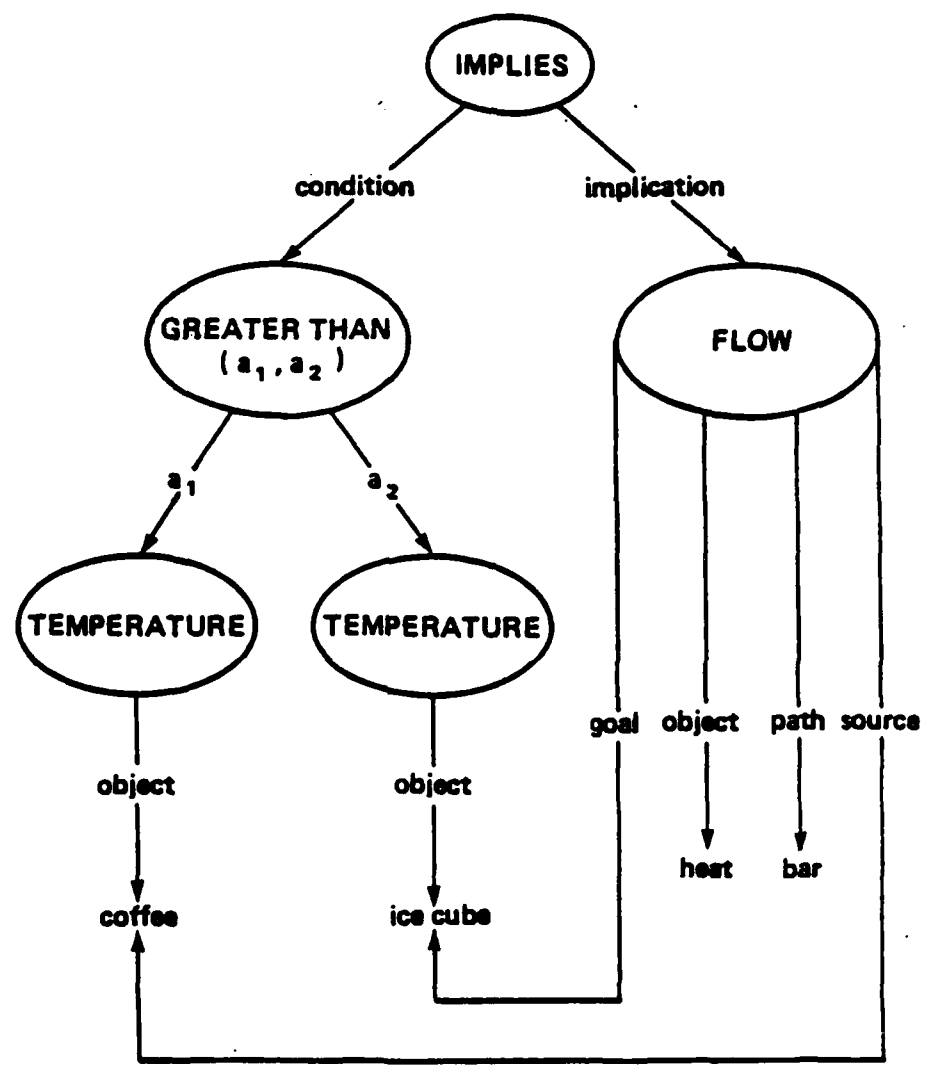 IMPLIES
condition
implication
GREATER THAN
(a₁, a₂)
FLOW
a₁
a₂
TEMPERATURE
TEMPERATURE
goal
object
path
source
object
object
heat
bar
coffee
ice cube